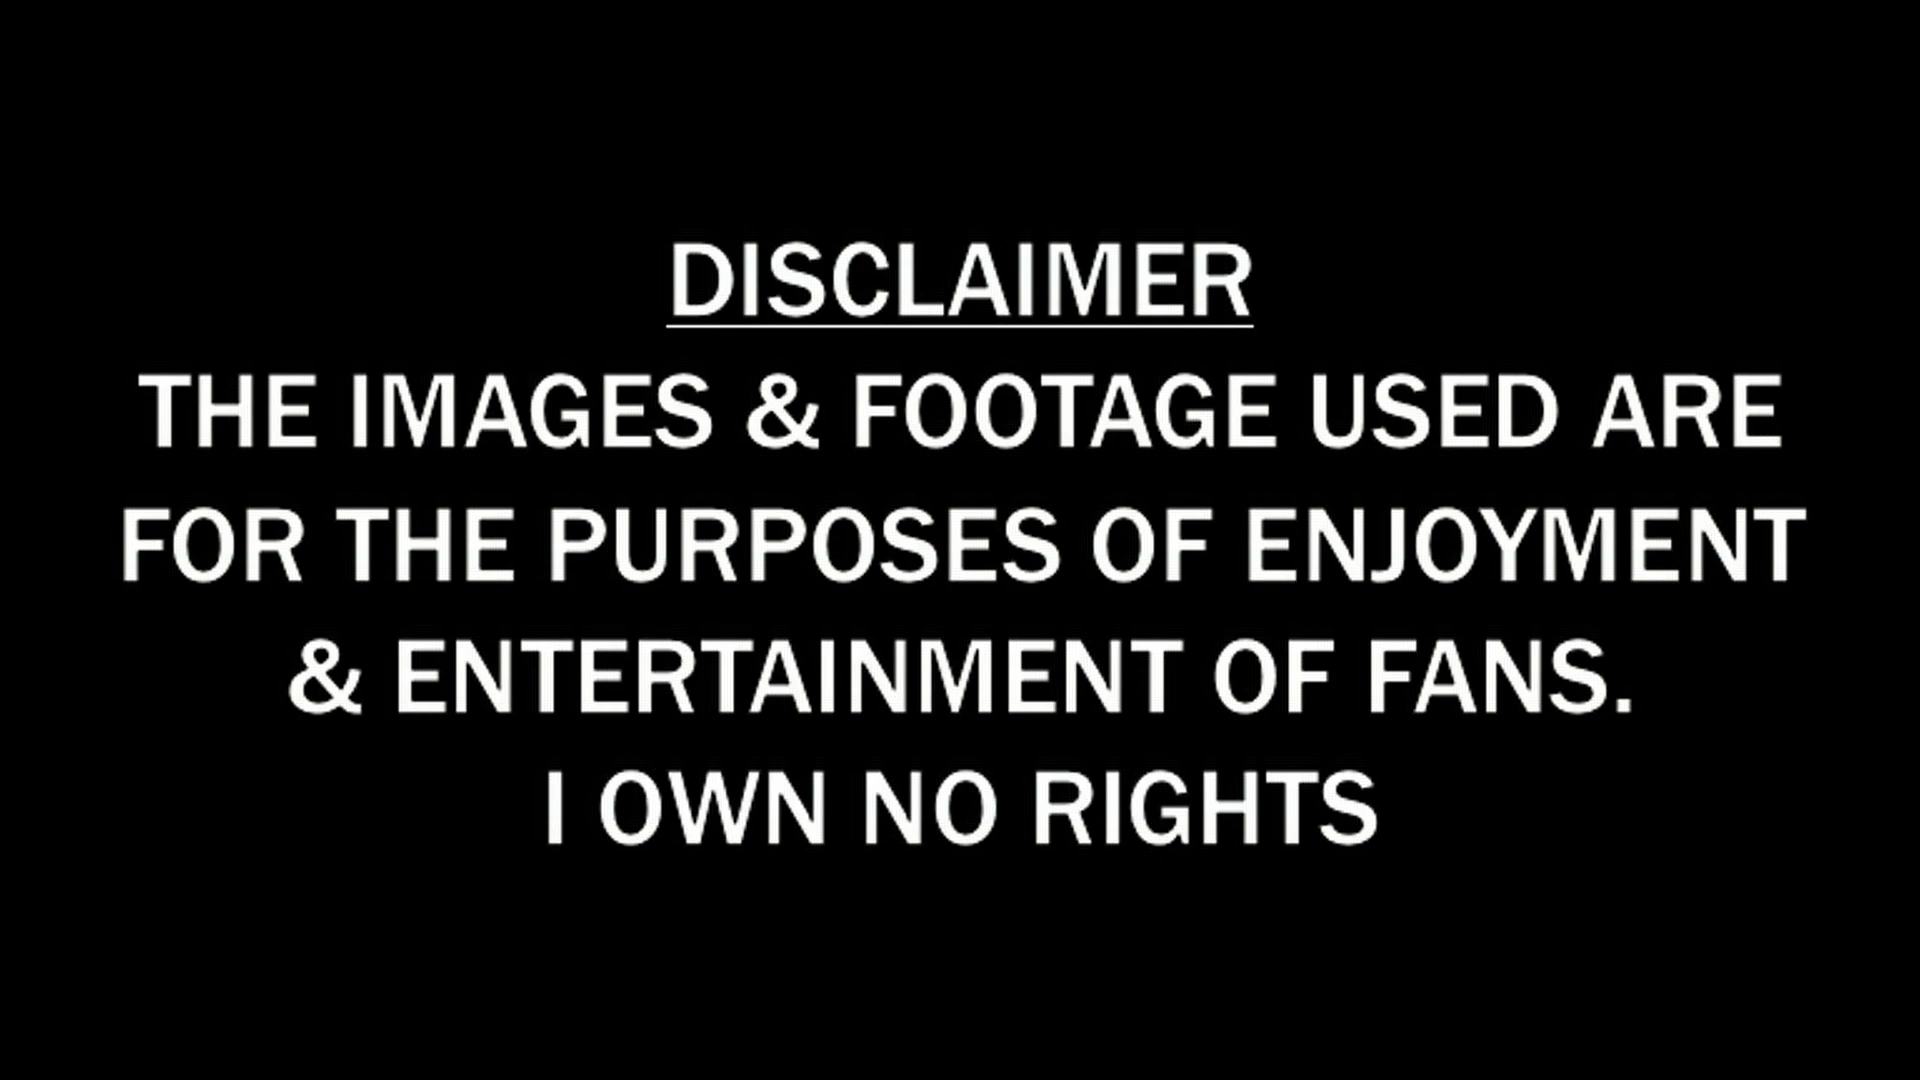 DISCLAIMER
THE IMAGES & FOOTAGE USED ARE
FOR THE PURPOSES OF ENJOYMENT
& ENTERTAINMENT OF FANS.
I OWN NO RIGHTS